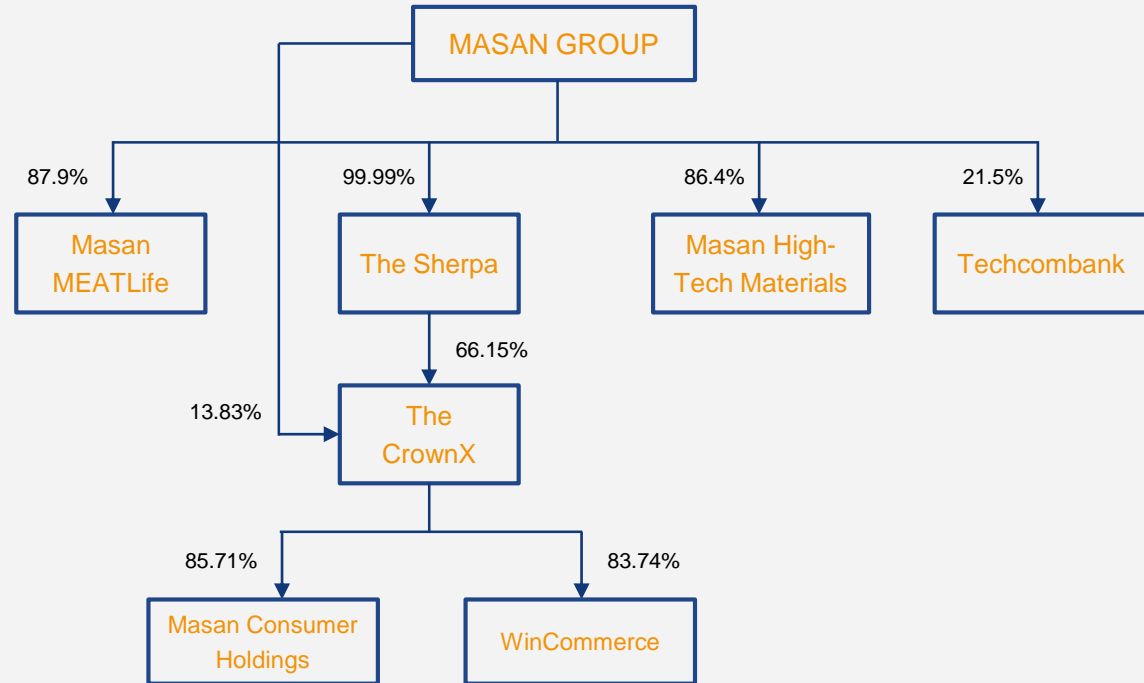 MASAN GROUP
87.9%
99.99%
86.4%
21.5%
Masan
MEATLife
The Sherpa
Masan High-
Tech Materials
Techcombank
66.15%
13.83%
The
CrownX
85.71%
83.74%
Masan Consumer
Holdings
WinCommerce